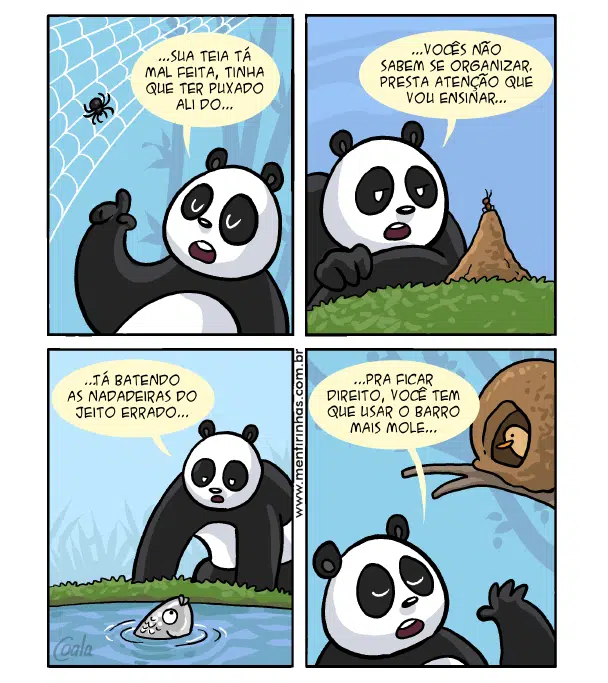 ...SUA TEIA TÁ
MAL FEITA, TINHA
QUE TER PUXADO
ALI DO...
...VOCÊS NÃO
SABEM SE ORGANIZAR.
PRESTA ATENÇÃO QUE
VOU ENSINAR...
...TÁ BATENDO
AS NADADEIRAS DO
JEITO ERRADO...
...PRA FICAR
DIREITO, VOCÊ TEM
QUE USAR O BARRO
MAIS MOLE...
www.mentirinhas.com.br
Coala